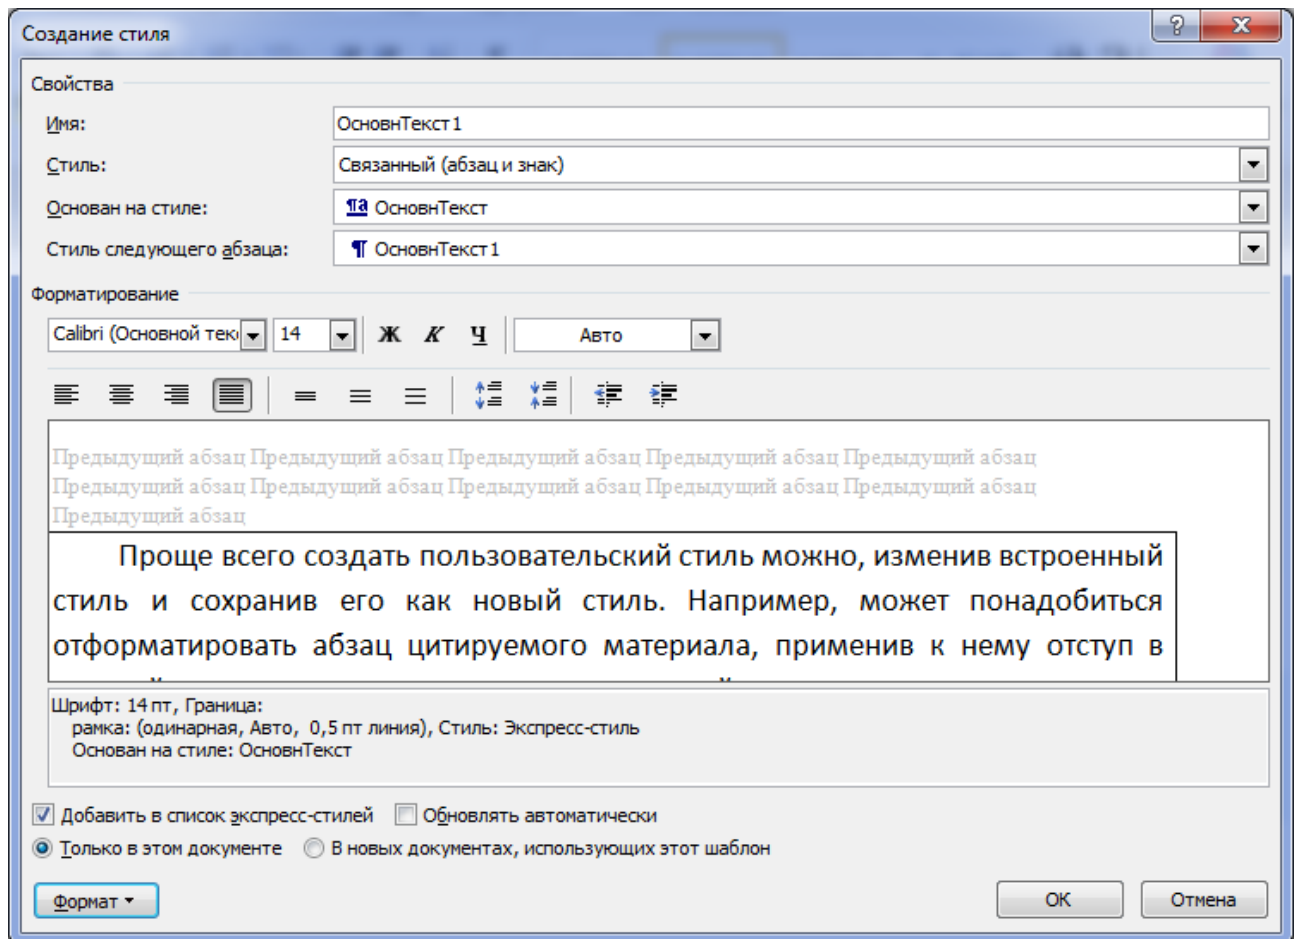 Создание стиля
Свойства
Имя:
ОсновнТекст1
Стиль:
Связанный (абзац и знак)
Основан на стиле:
¶а ОсновнТекст
Стиль следующего абзаца:
¶ ОсновнТекст1
Форматирование
Calibri (Основной тек 14 Ж К Ч Авто
Предыдущий абзац Предыдущий абзац Предыдущий абзац Предыдущий абзац Предыдущий абзац
Предыдущий абзац Предыдущий абзац Предыдущий абзац Предыдущий абзац Предыдущий абзац
Предыдущий абзац
Проще всего создать пользовательский стиль можно, изменив встроенный
стиль и сохранив его как новый стиль. Например, может понадобиться
отформатировать абзац цитируемого материала, применив к нему отступ в
Шрифт: 14 пт, Граница:
рамка: (одинарная, Авто, 0,5 пт линия), Стиль: Экспресс-стиль
Основан на стиле: ОсновнТекст
Добавить в список экспресс-стилей Обновлять автоматически
Только в этом документе В новых документах, использующих этот шаблон
Формат OK Отмена